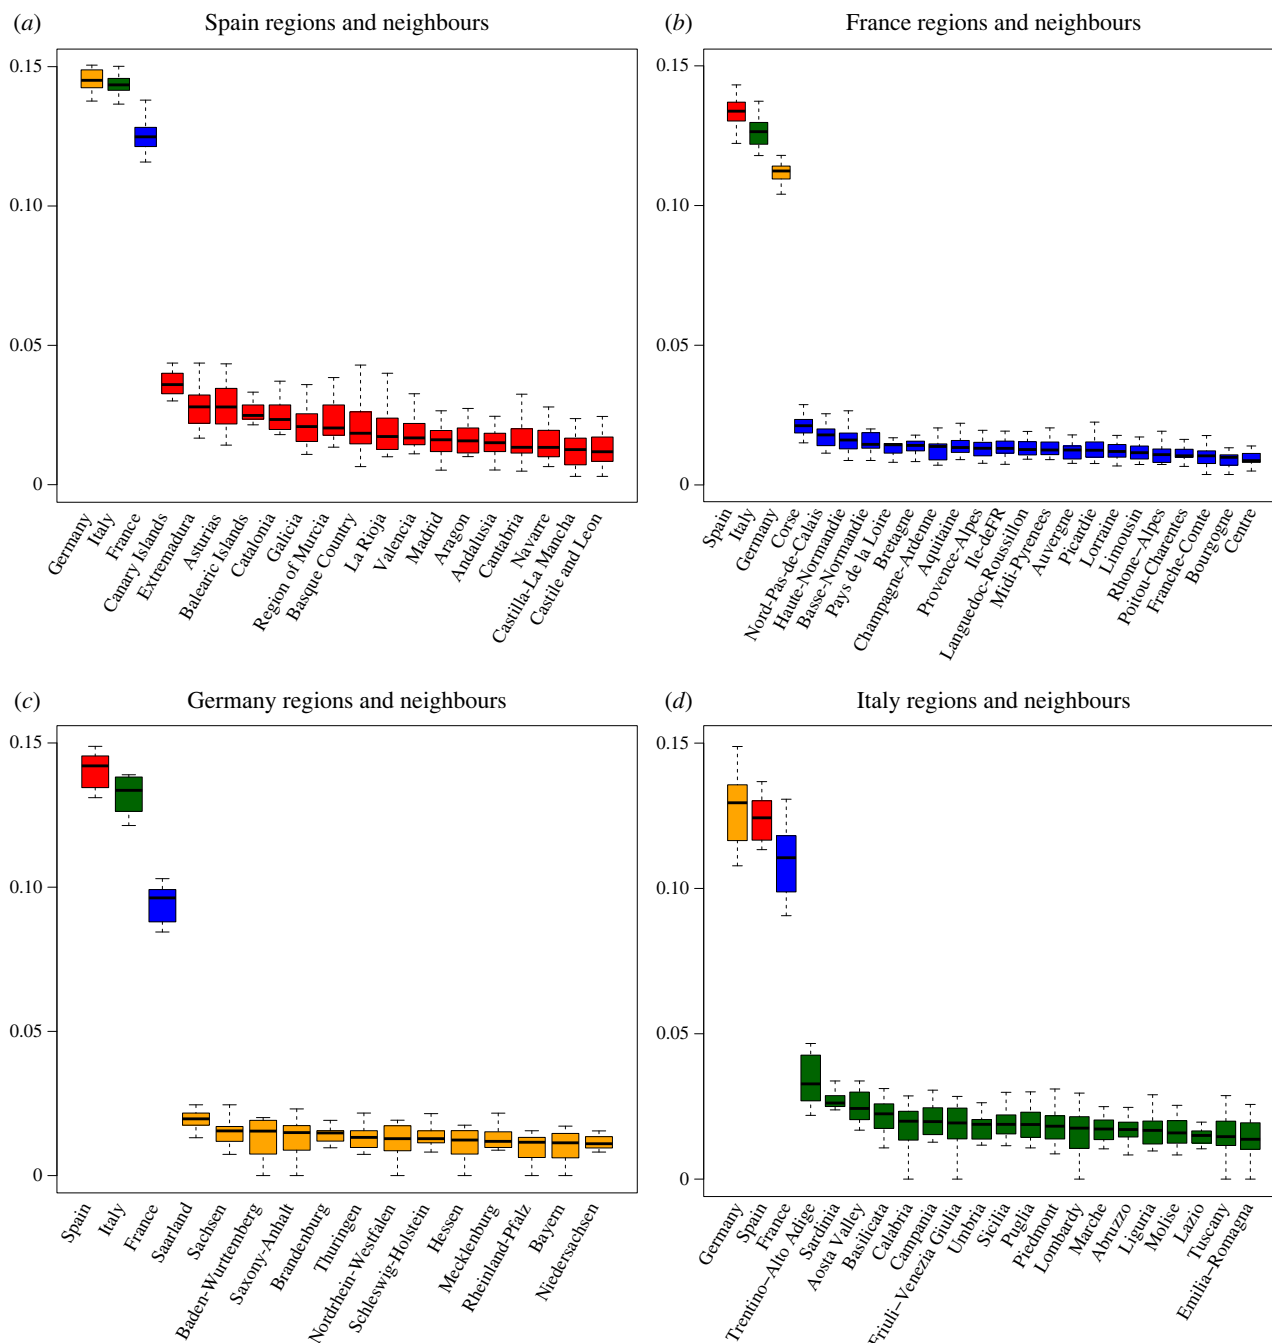 (a) Spain regions and neighbours
0.15
0.10
0.05
0
Germany
Italy
France
Canary Islands
Extremadura
Asturias
Balearic Islands
Catalonia
Galicia
Region of Murcia
Basque Country
La Rioja
Valencia
Madrid
Aragon
Andalusia
Cantabria
Navarre
Castilla-La Mancha
Castile and Leon
(b) France regions and neighbours
0.15
0.10
0.05
0
Spain
Italy
Germany
Corse
Nord-Pas-de-Calais
Haute-Normandie
Basse-Normandie
Pays de la Loire
Bretagne
Champagne-Ardenne
Aquitaine
Provence-Alpes
Ile-deFR
Languedoc-Roussillon
Midi-Pyrenees
Auvergne
Picardie
Lorraine
Limousin
Rhone-Alpes
Poitou-Charentes
Franche-Comte
Bourgogne
Centre
(c) Germany regions and neighbours
0.15
0.10
0.05
0
Spain
Italy
France
Saarland
Sachsen
Baden-Wurttemberg
Saxony-Anhalt
Brandenburg
Thuringen
Nordrhein-Westfalen
Schleswig-Holstein
Hessen
Mecklenburg
Rheinland-Pfalz
Bayern
Niedersachsen
(d) Italy regions and neighbours
0.15
0.10
0.05
0
Germany
Spain
France
Trentino-Alto Adige
Sardinia
Aosta Valley
Basilicata
Calabria
Campania
Friuli-Venezia Giulia
Umbria
Sicilia
Puglia
Piedmont
Lombardy
Marche
Abruzzo
Liguria
Molise
Lazio
Tuscany
Emilia-Romagna